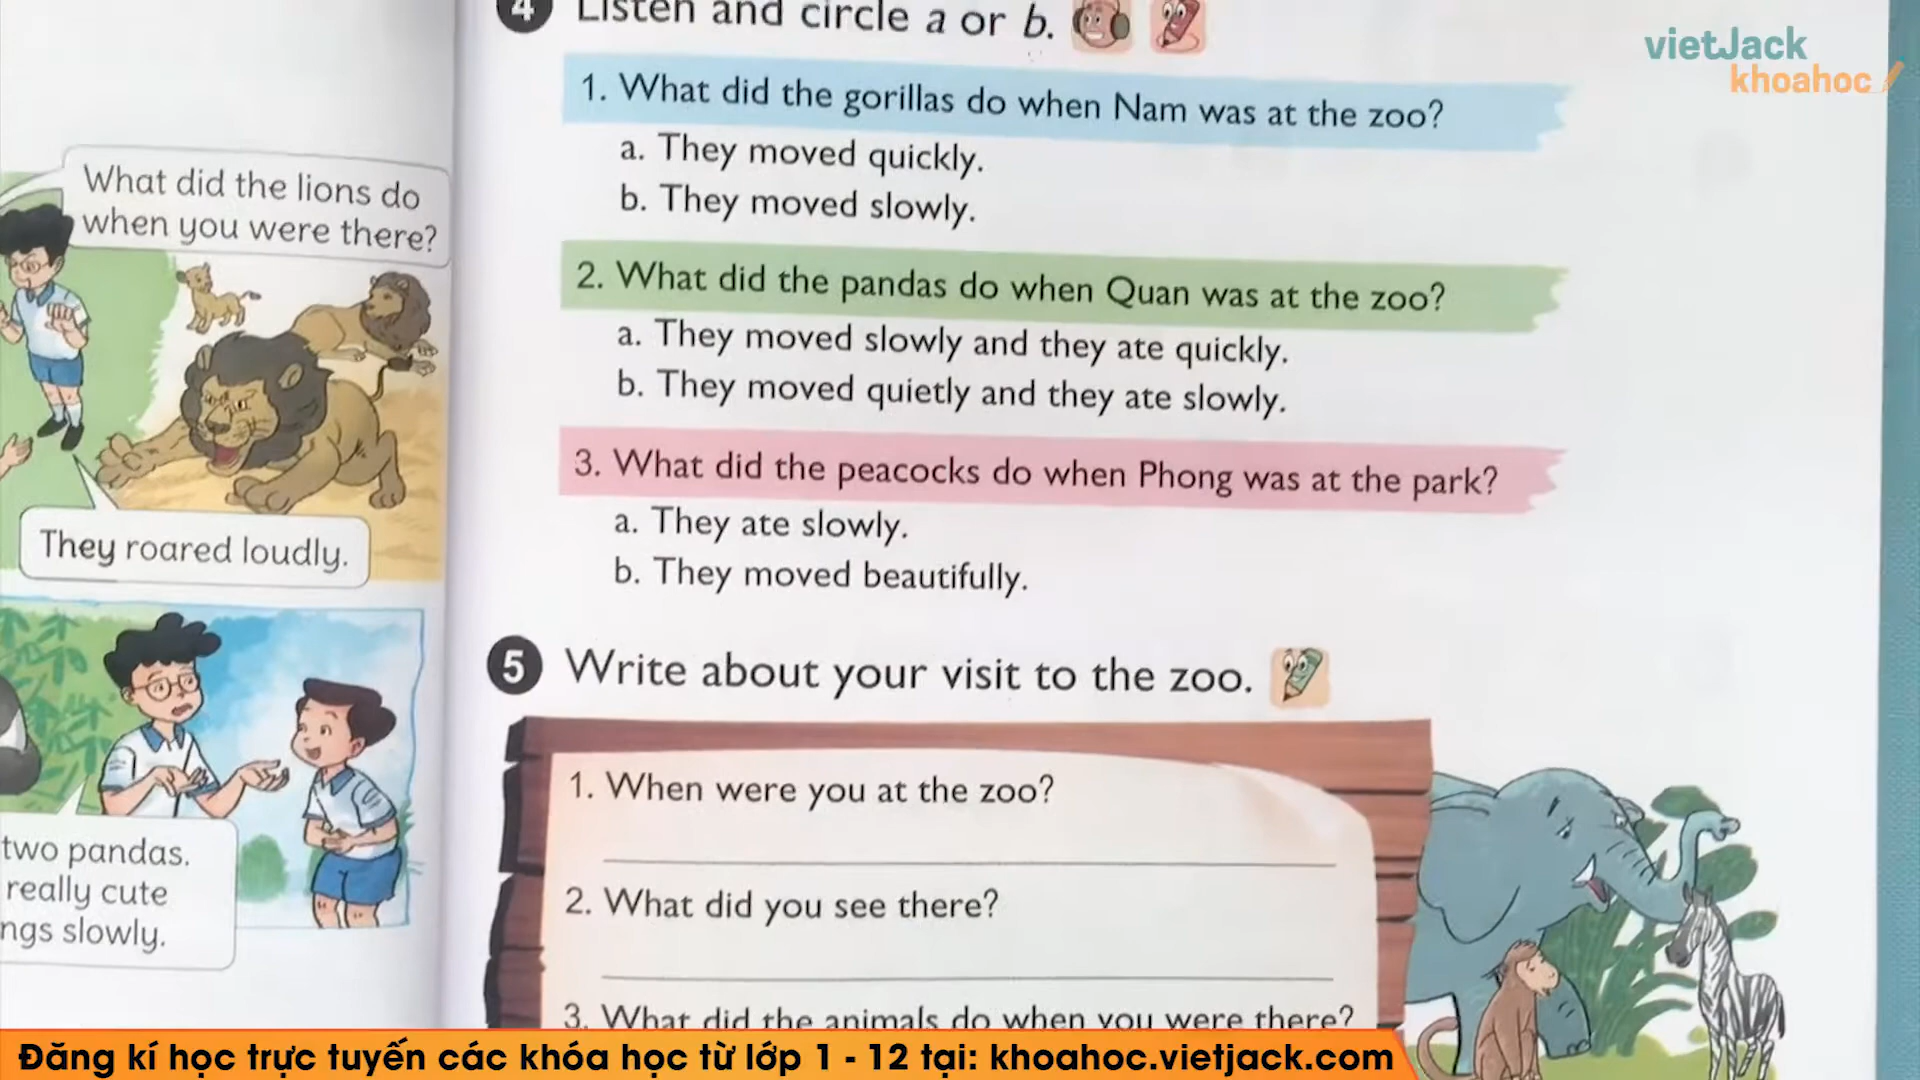 vietJack
khoahoc
What did the lions do
when you were there?
They roared loudly.
two pandas.
really cute
ngs slowly.
4 Listen and circle a or b.
1. What did the gorillas do when Nam was at the zoo?
a. They moved quickly.
b. They moved slowly.
2. What did the pandas do when Quan was at the zoo?
a. They moved slowly and they ate quickly.
b. They moved quietly and they ate slowly.
3. What did the peacocks do when Phong was at the park?
a. They ate slowly.
b. They moved beautifully.
5 Write about your visit to the zoo.
1. When were you at the zoo?
2. What did you see there?
3. What did the animals do when you were there?
Đăng kí học trực tuyến các khóa học từ lớp 1 - 12 tại: khoahoc.vietjack.com